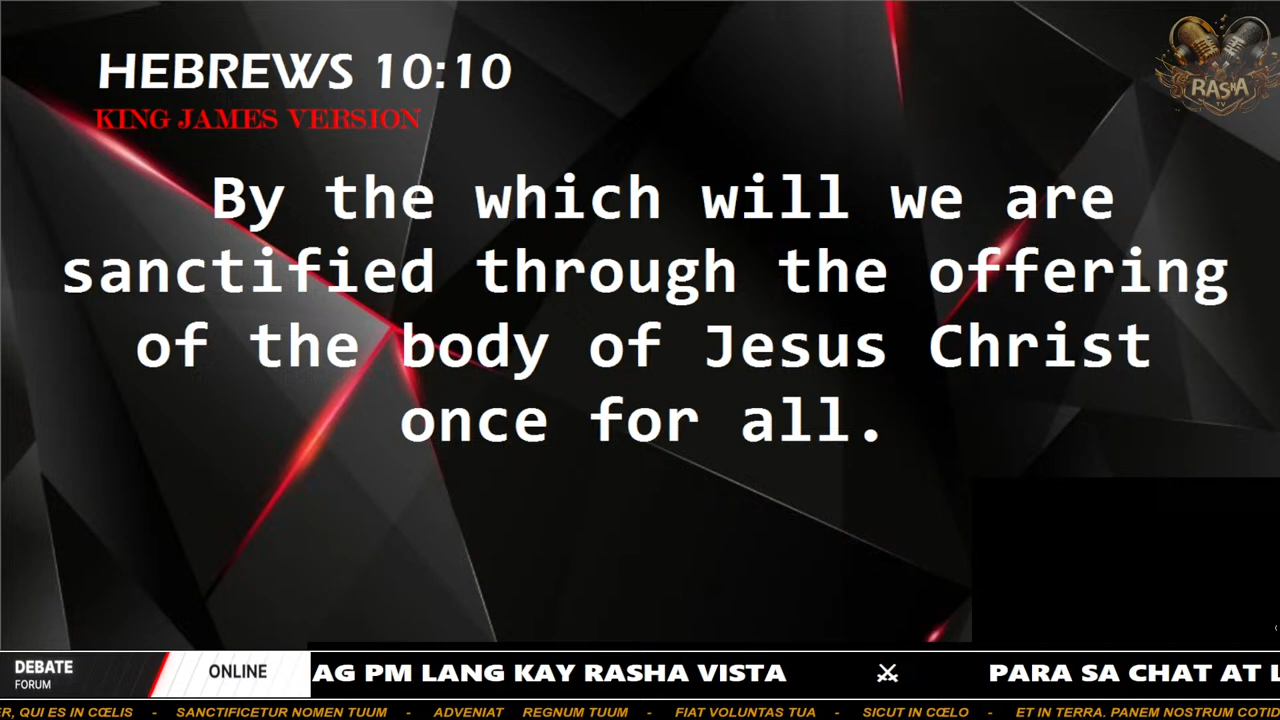 HEBREWS 10:10
KING JAMES VERSION
RASHA
TV
By the which will we are
sanctified through the offering
of the body of Jesus Christ
once for all.
DEBATE
FORUM
ONLINE
AG PM LANG KAY RASHA VISTA ⚔ PARA SA CHAT AT L
ER, QUI ES IN CŒLIS - SANCTIFICETUR NOMEN TUUM - ADVENIAT REGNUM TUUM - FIAT VOLUNTAS TUA - SICUT IN CŒLO - ET IN TERRA. PANEM NOSTRUM COTID